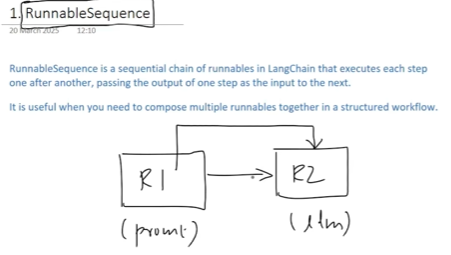 1. RunnableSequence
20 March 2025 12:10
RunnableSequence is a sequential chain of runnables in LangChain that executes each step
one after another, passing the output of one step as the input to the next.
It is useful when you need to compose multiple runnables together in a structured workflow.
R1 R2
(promt) (llm)